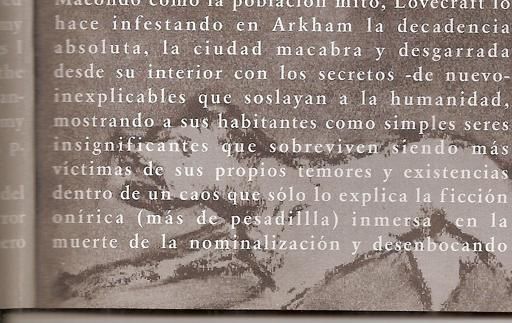 Macondo como la población mito, Lovecraft lo
hace infestando en Arkham la decadencia
absoluta, la ciudad macabra y desgarrada
desde su interior con los secretos -de nuevo-
inexplicables que soslayan a la humanidad,
mostrando a sus habitantes como simples seres
insignificantes que sobreviven siendo más
víctimas de sus propios temores y existencias
dentro de un caos que sólo lo explica la ficción
onírica (más de pesadillla) inmersa en la
muerte de la nominalización y desenbocando